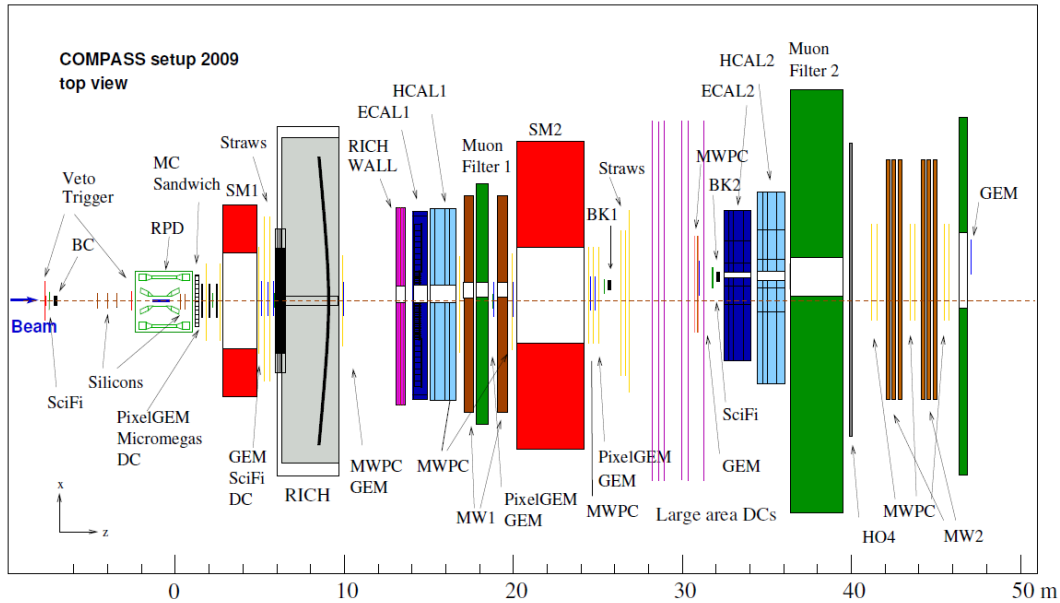 COMPASS setup 2009
top view
Veto
Trigger
BC
MC
Sandwich
RPD
Straws
SM1
RICH
WALL
ECAL1
HCAL1
Muon
Filter 1
SM2
Straws
BK1
MWPC
BK2
ECAL2
HCAL2
Muon
Filter 2
GEM
Beam
SciFi
Silicons
PixelGEM
Micromegas
DC
GEM
SciFi
DC
RICH
MWPC
GEM
MWPC
MW1
PixelGEM
GEM
PixelGEM
GEM
MWPC
Large area DCs
SciFi
GEM
HO4
MWPC
MW2
x
z
0
10
20
30
40
50 m